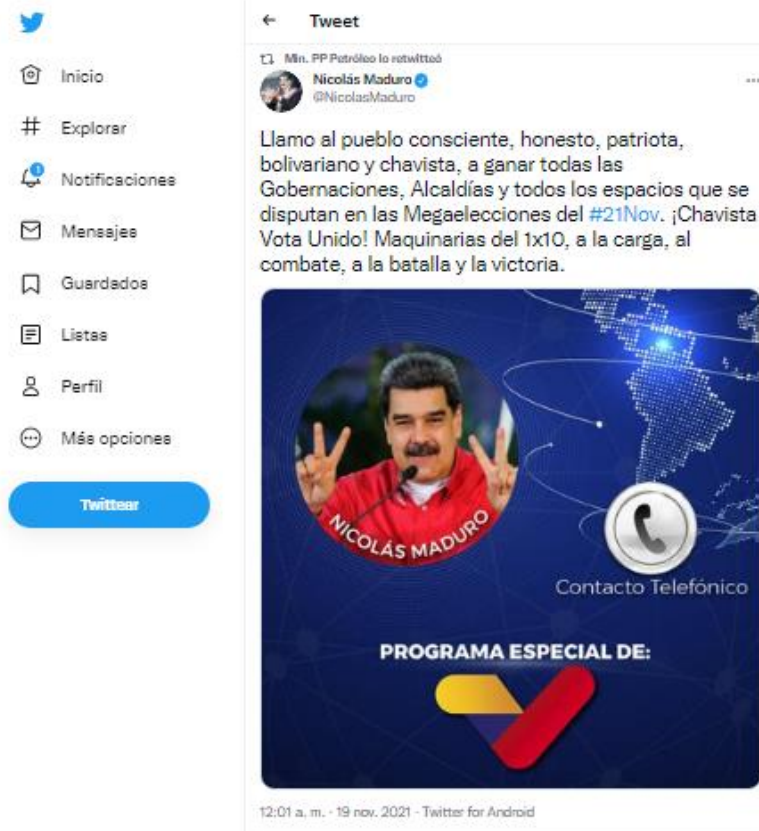 Tweet
Inicio
Explorar
1
Notificaciones
Mensajes
Guardados
Listas
Perfil
Más opciones
Twittear
Min. PP Petróleo lo retwitteó
Nicolás Maduro
@NicolasMaduro
Llamo al pueblo consciente, honesto, patriota,
bolivariano y chavista, a ganar todas las
Gobernaciones, Alcaldías y todos los espacios que se
disputan en las Megaelecciones del #21Nov. ¡Chavista
Vota Unido! Maquinarias del 1x10, a la carga, al
combate, a la batalla y la victoria.
NICOLÁS MADURO
Contacto Telefónico
PROGRAMA ESPECIAL DE:
12:01 a. m. · 19 nov. 2021 · Twitter for Android